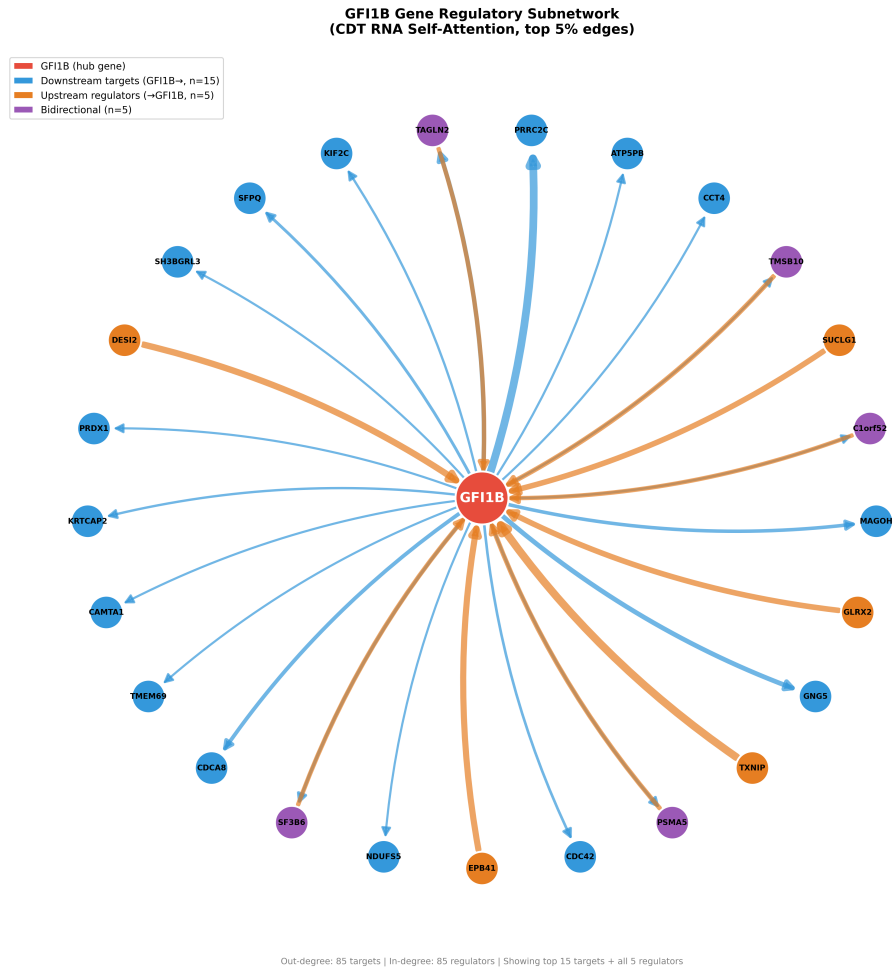 GFI1B Gene Regulatory Subnetwork
(CDT RNA Self-Attention, top 5% edges)
GFI1B (hub gene)
Downstream targets (GFI1B→, n=15)
Upstream regulators (→GFI1B, n=5)
Bidirectional (n=5)
TAGLN2
PRRC2C
KIF2C
ATP5PB
SFPQ
CCT4
SH3BGRL3
TMSB10
DESI2
SUCLG1
PRDX1
C1orf52
GFI1B
KRTCAP2
MAGOH
CAMTA1
GLRX2
TMEM69
GNG5
CDCA8
TXNIP
SF3B6
PSMA5
NDUFS5
CDC42
EPB41
Out-degree: 85 targets | In-degree: 85 regulators | Showing top 15 targets + all 5 regulators